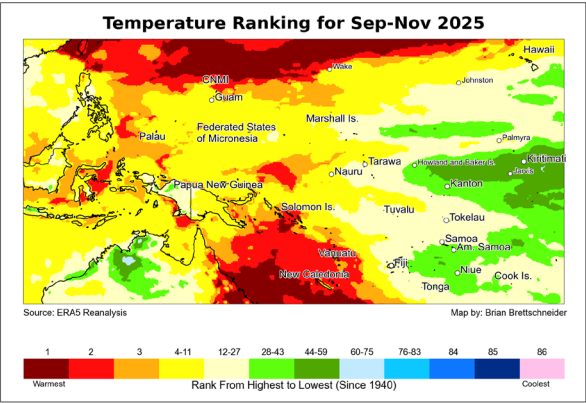 Temperature Ranking for Sep-Nov 2025
Hawaii
Wake
CNMI
Johnston
Guam
Marshall Is.
Federated States
of Micronesia
Palau
Palmyra
Tarawa
Howland and Baker Is.
Kiritimati
Nauru
Jarvis
Papua New Guinea
Kanton
Solomon Is.
Tuvalu
Tokelau
Samoa
Am. Samoa
Vanuatu
Fiji
New Caledonia
Niue
Cook Is.
Tonga
Source: ERA5 Reanalysis
Map by: Brian Brettschneider
1 2 3 4-11 12-27 28-43 44-59 60-75 76-83 84 85 86
Warmest Rank From Highest to Lowest (Since 1940) Coolest